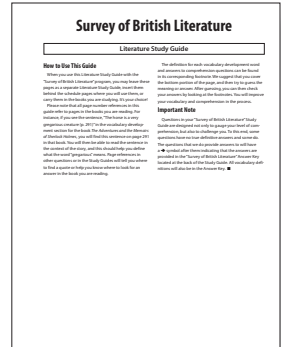 Survey of British Literature
Literature Study Guide
How to Use This Guide
When you use this Literature Study Guide with the
"Survey of British Literature" program, you may leave these
pages as a separate Literature Study Guide, insert them
behind the schedule pages where you will use them, or
carry them in the books you are studying. It's your choice!
Please note that all page number references in this
guide refer to pages in the books you are reading. For
instance, if you see the sentence, "The horse is a very
gregarious creature (p. 291)" in the vocabulary develop-
ment section for the book The Adventures and the Memoirs
of Sherlock Holmes, you will find this sentence on page 291
in that book. You will then be able to read the sentence in
the context of the story, and this should help you define
what the word "gregarious" means. Page references in
other questions or in the Study Guides will tell you where
to find a quote or help you know where to look for an
answer in the book you are reading.
The definition for each vocabulary development word
and answers to comprehension questions can be found
in its corresponding footnote. We suggest that you cover
the bottom portion of the page, and then try to guess the
meaning or answer. After guessing, you can then check
your answers by looking at the footnotes. You will improve
your vocabulary and comprehension in the process.
Important Note
Questions in your "Survey of British Literature" Study
Guide are designed not only to gauge your level of com-
prehension, but also to challenge you. To this end, some
questions have no true definitive answers and some do.
The questions that we do provide answers to will have
a ➔ symbol after them indicating that the answers are
provided in the "Survey of British Literature" Answer Key
located at the back of the Study Guide. All vocabulary def-
initions will also be in the Answer Key. ■